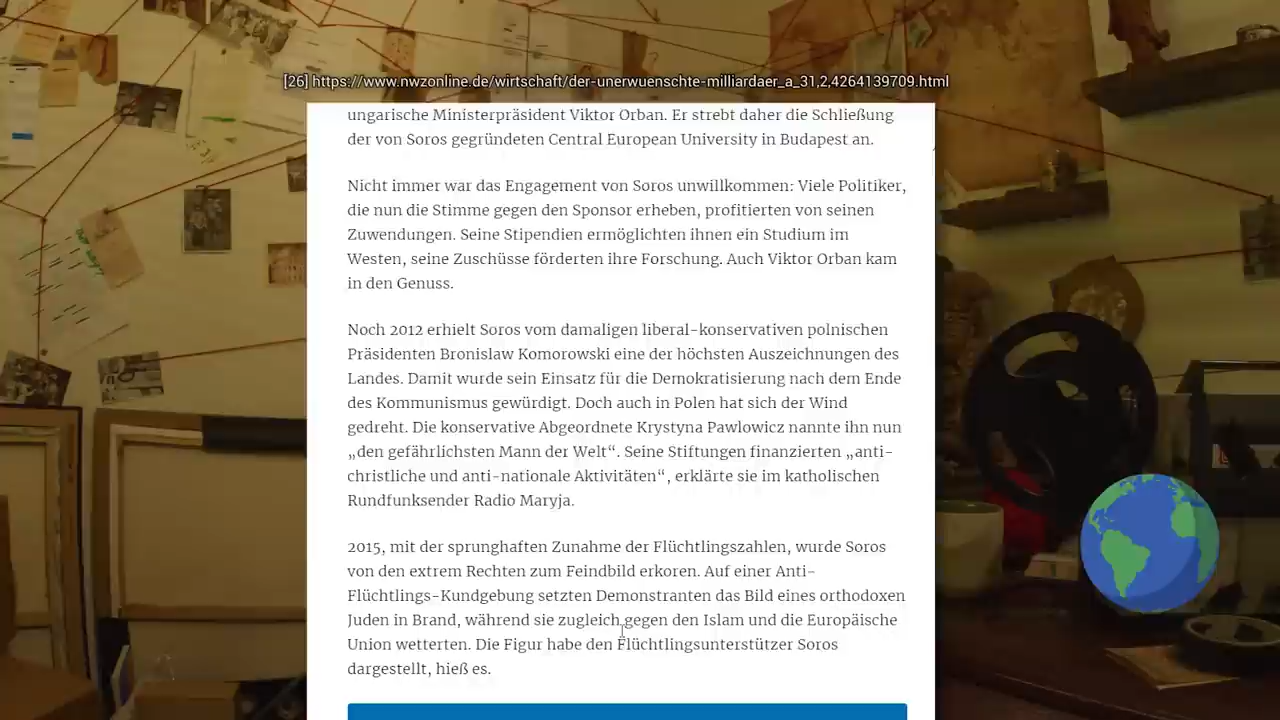 [26] https://www.nwzonline.de/wirtschaft/der-unerwuenschte-milliardaer_a_31,2,4264139709.html
ungarische Ministerpräsident Viktor Orban. Er strebt daher die Schließung
der von Soros gegründeten Central European University in Budapest an.
Nicht immer war das Engagement von Soros unwillkommen: Viele Politiker,
die nun die Stimme gegen den Sponsor erheben, profitierten von seinen
Zuwendungen. Seine Stipendien ermöglichten ihnen ein Studium im
Westen, seine Zuschüsse förderten ihre Forschung. Auch Viktor Orban kam
in den Genuss.
Noch 2012 erhielt Soros vom damaligen liberal-konservativen polnischen
Präsidenten Bronislaw Komorowski eine der höchsten Auszeichnungen des
Landes. Damit wurde sein Einsatz für die Demokratisierung nach dem Ende
des Kommunismus gewürdigt. Doch auch in Polen hat sich der Wind
gedreht. Die konservative Abgeordnete Krystyna Pawlowicz nannte ihn nun
„den gefährlichsten Mann der Welt“. Seine Stiftungen finanzierten „anti-
christliche und anti-nationale Aktivitäten“, erklärte sie im katholischen
Rundfunksender Radio Maryja.
2015, mit der sprunghaften Zunahme der Flüchtlingszahlen, wurde Soros
von den extrem Rechten zum Feindbild erkoren. Auf einer Anti-
Flüchtlings-Kundgebung setzten Demonstranten das Bild eines orthodoxen
Juden in Brand, während sie zugleich gegen den Islam und die Europäische
Union wetterten. Die Figur habe den Flüchtlingsunterstützer Soros
dargestellt, hieß es.